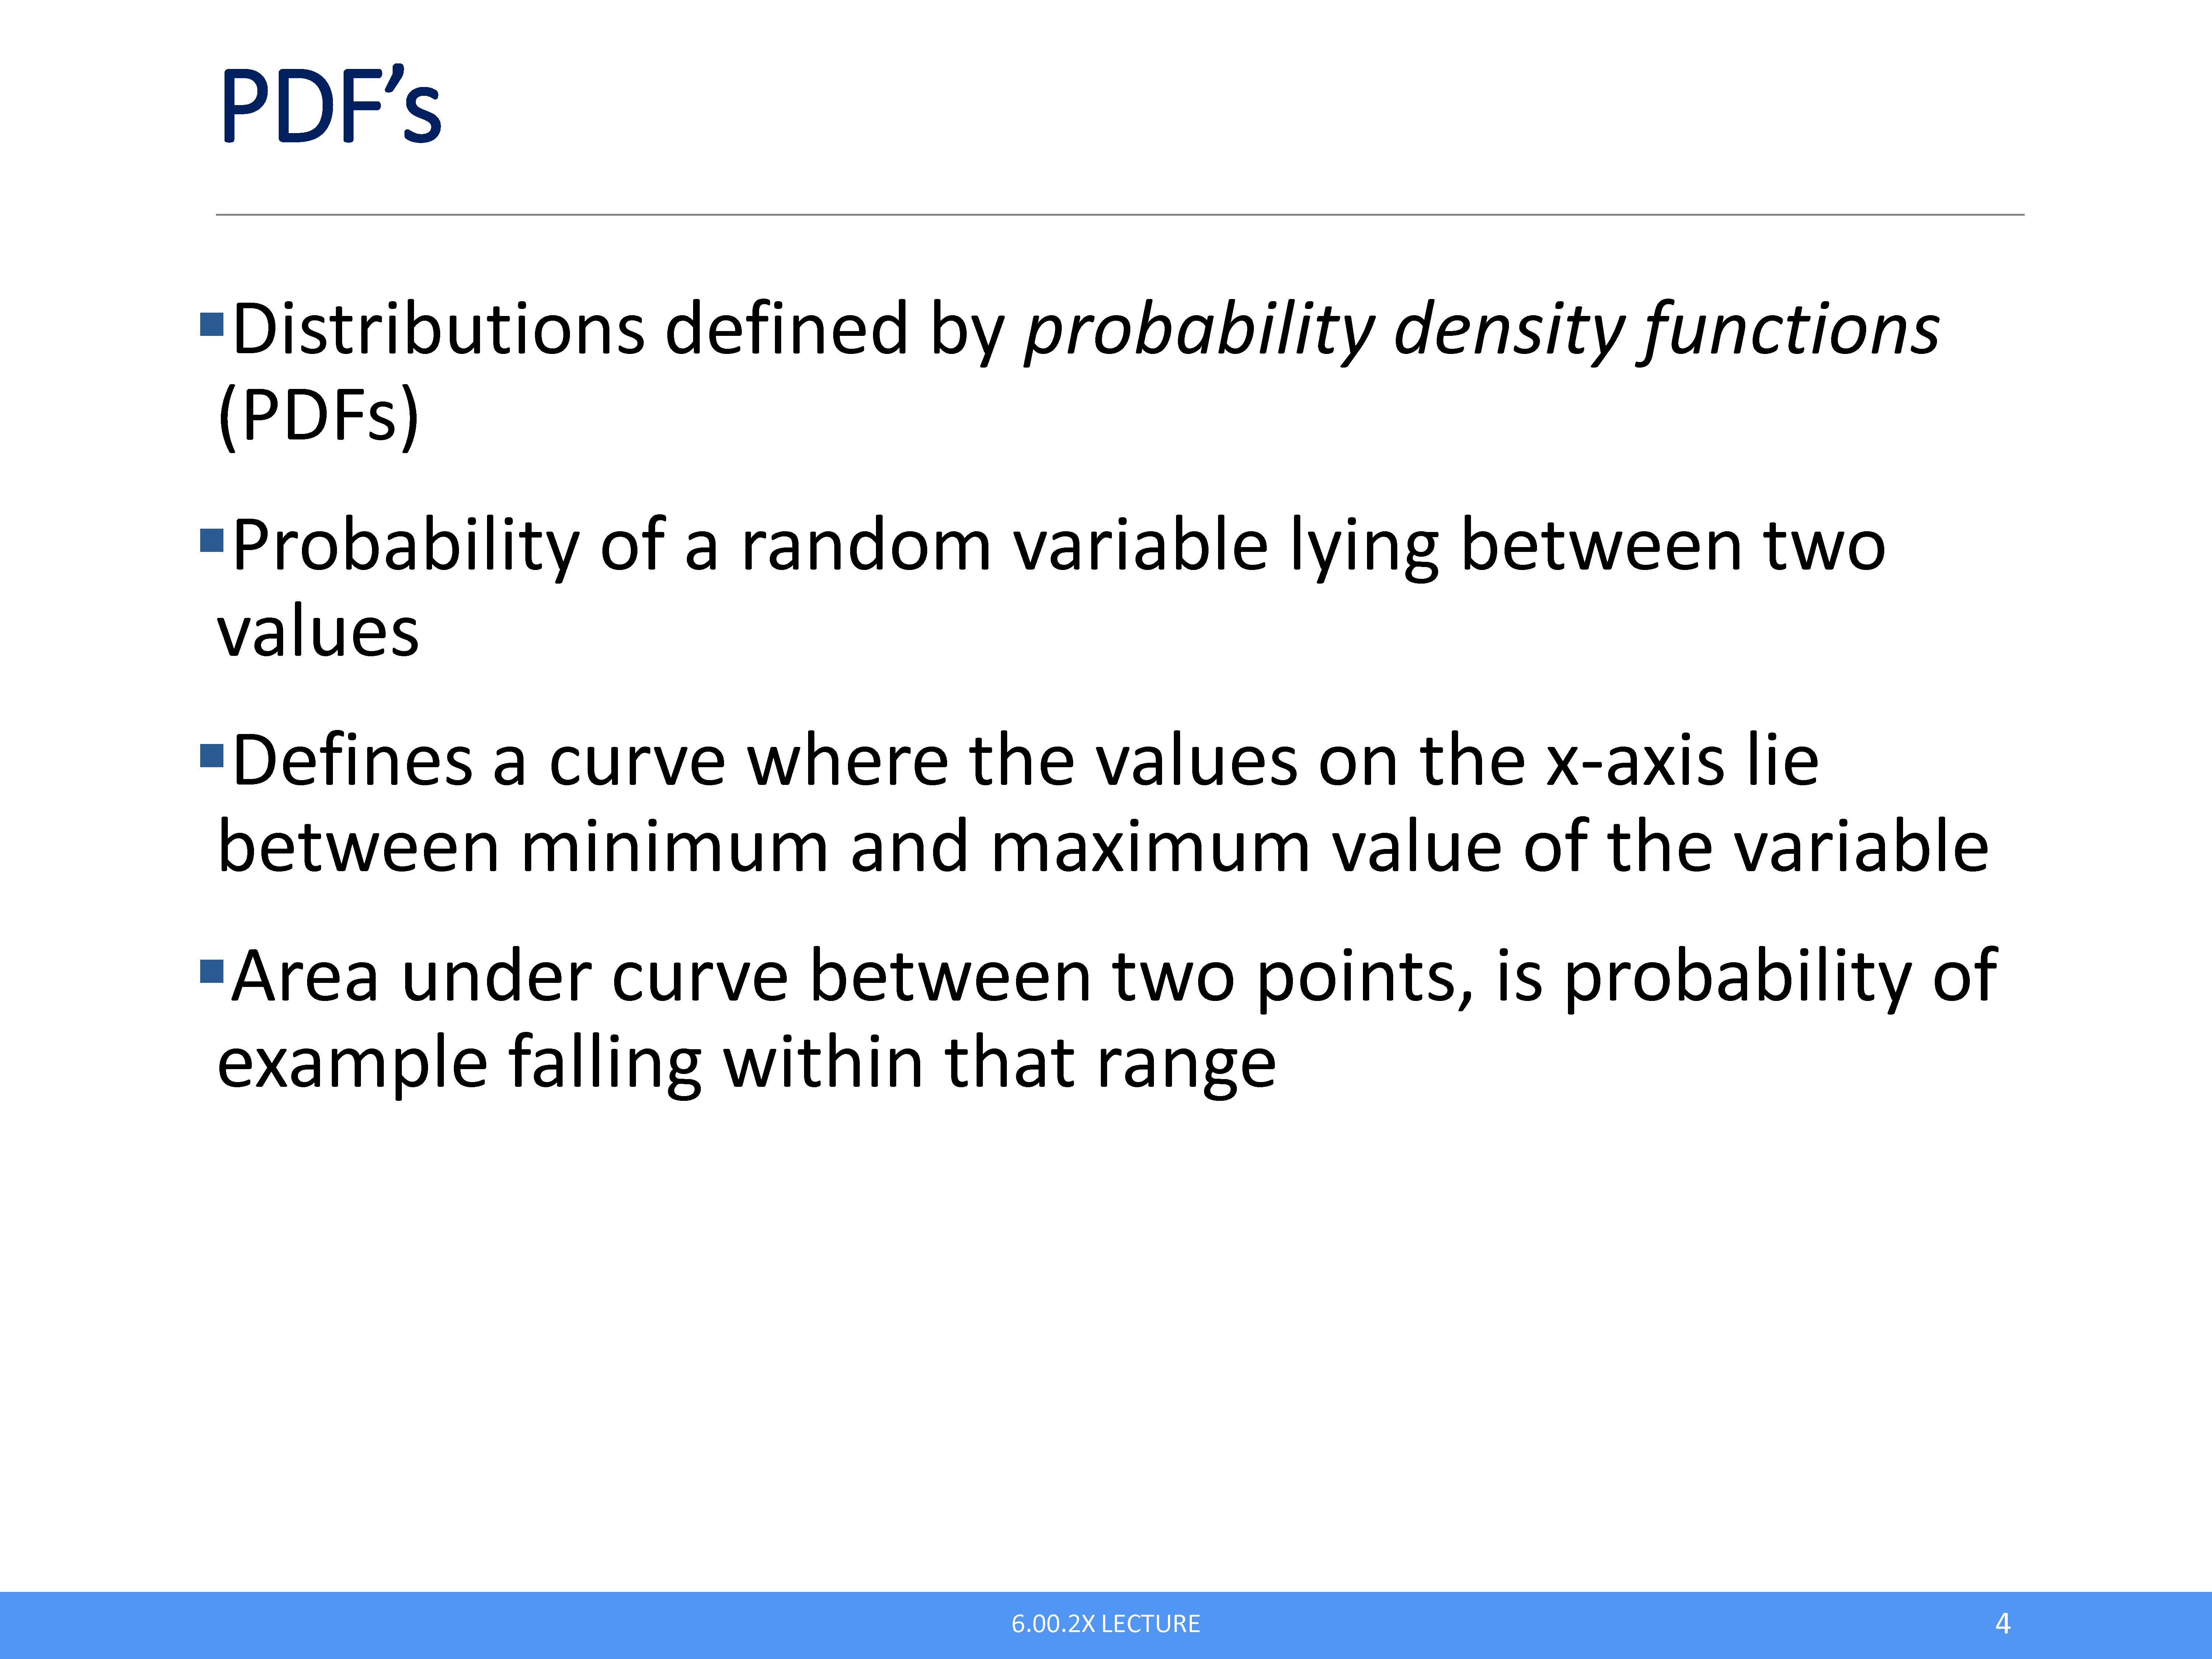 PDF’s
▪Distributions defined by probability density functions
(PDFs)
▪Probability of a random variable lying between two
values
▪Defines a curve where the values on the x-axis lie
between minimum and maximum value of the variable
▪Area under curve between two points, is probability of
example falling within that range
6.00.2X LECTURE
4